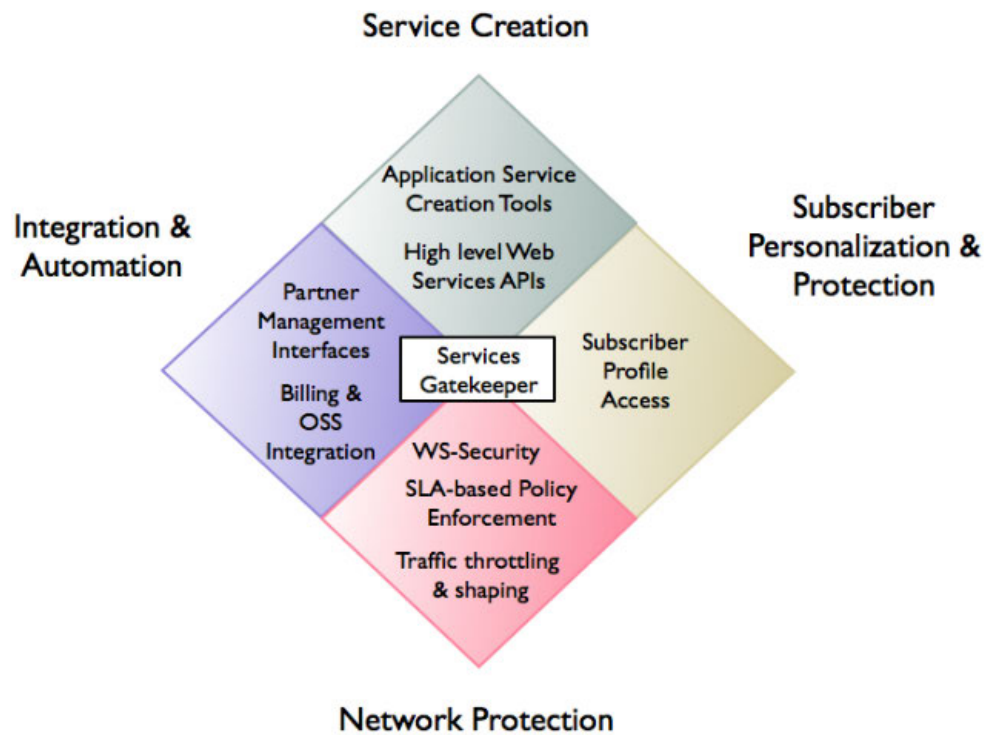 Service Creation
Application Service
Creation Tools
High level Web
Services APIs
Integration &
Automation
Partner
Management
Interfaces
Billing &
OSS
Integration
Services
Gatekeeper
Subscriber
Personalization &
Protection
Subscriber
Profile
Access
WS-Security
SLA-based Policy
Enforcement
Traffic throttling
& shaping
Network Protection